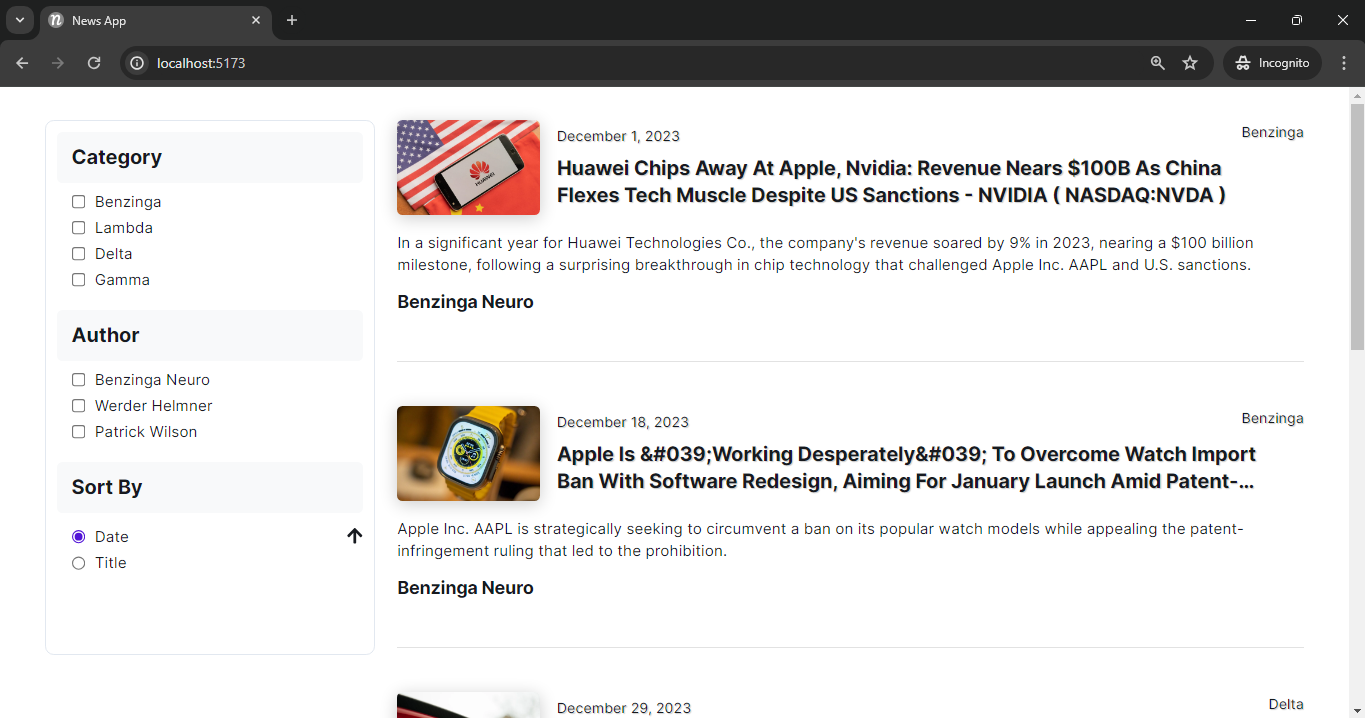 News App
localhost:5173
Incognito
Category
Benzinga
Lambda
Delta
Gamma
Author
Benzinga Neuro
Werder Helmner
Patrick Wilson
Sort By
Date
Title
HUAWEI
December 1, 2023
Benzinga
Huawei Chips Away At Apple, Nvidia: Revenue Nears $100B As China
Flexes Tech Muscle Despite US Sanctions - NVIDIA ( NASDAQ:NVDA )
In a significant year for Huawei Technologies Co., the company's revenue soared by 9% in 2023, nearing a $100 billion
milestone, following a surprising breakthrough in chip technology that challenged Apple Inc. AAPL and U.S. sanctions.
Benzinga Neuro
December 18, 2023
Benzinga
Apple Is &#039;Working Desperately&#039; To Overcome Watch Import
Ban With Software Redesign, Aiming For January Launch Amid Patent-...
Apple Inc. AAPL is strategically seeking to circumvent a ban on its popular watch models while appealing the patent-
infringement ruling that led to the prohibition.
Benzinga Neuro
December 29, 2023
Delta